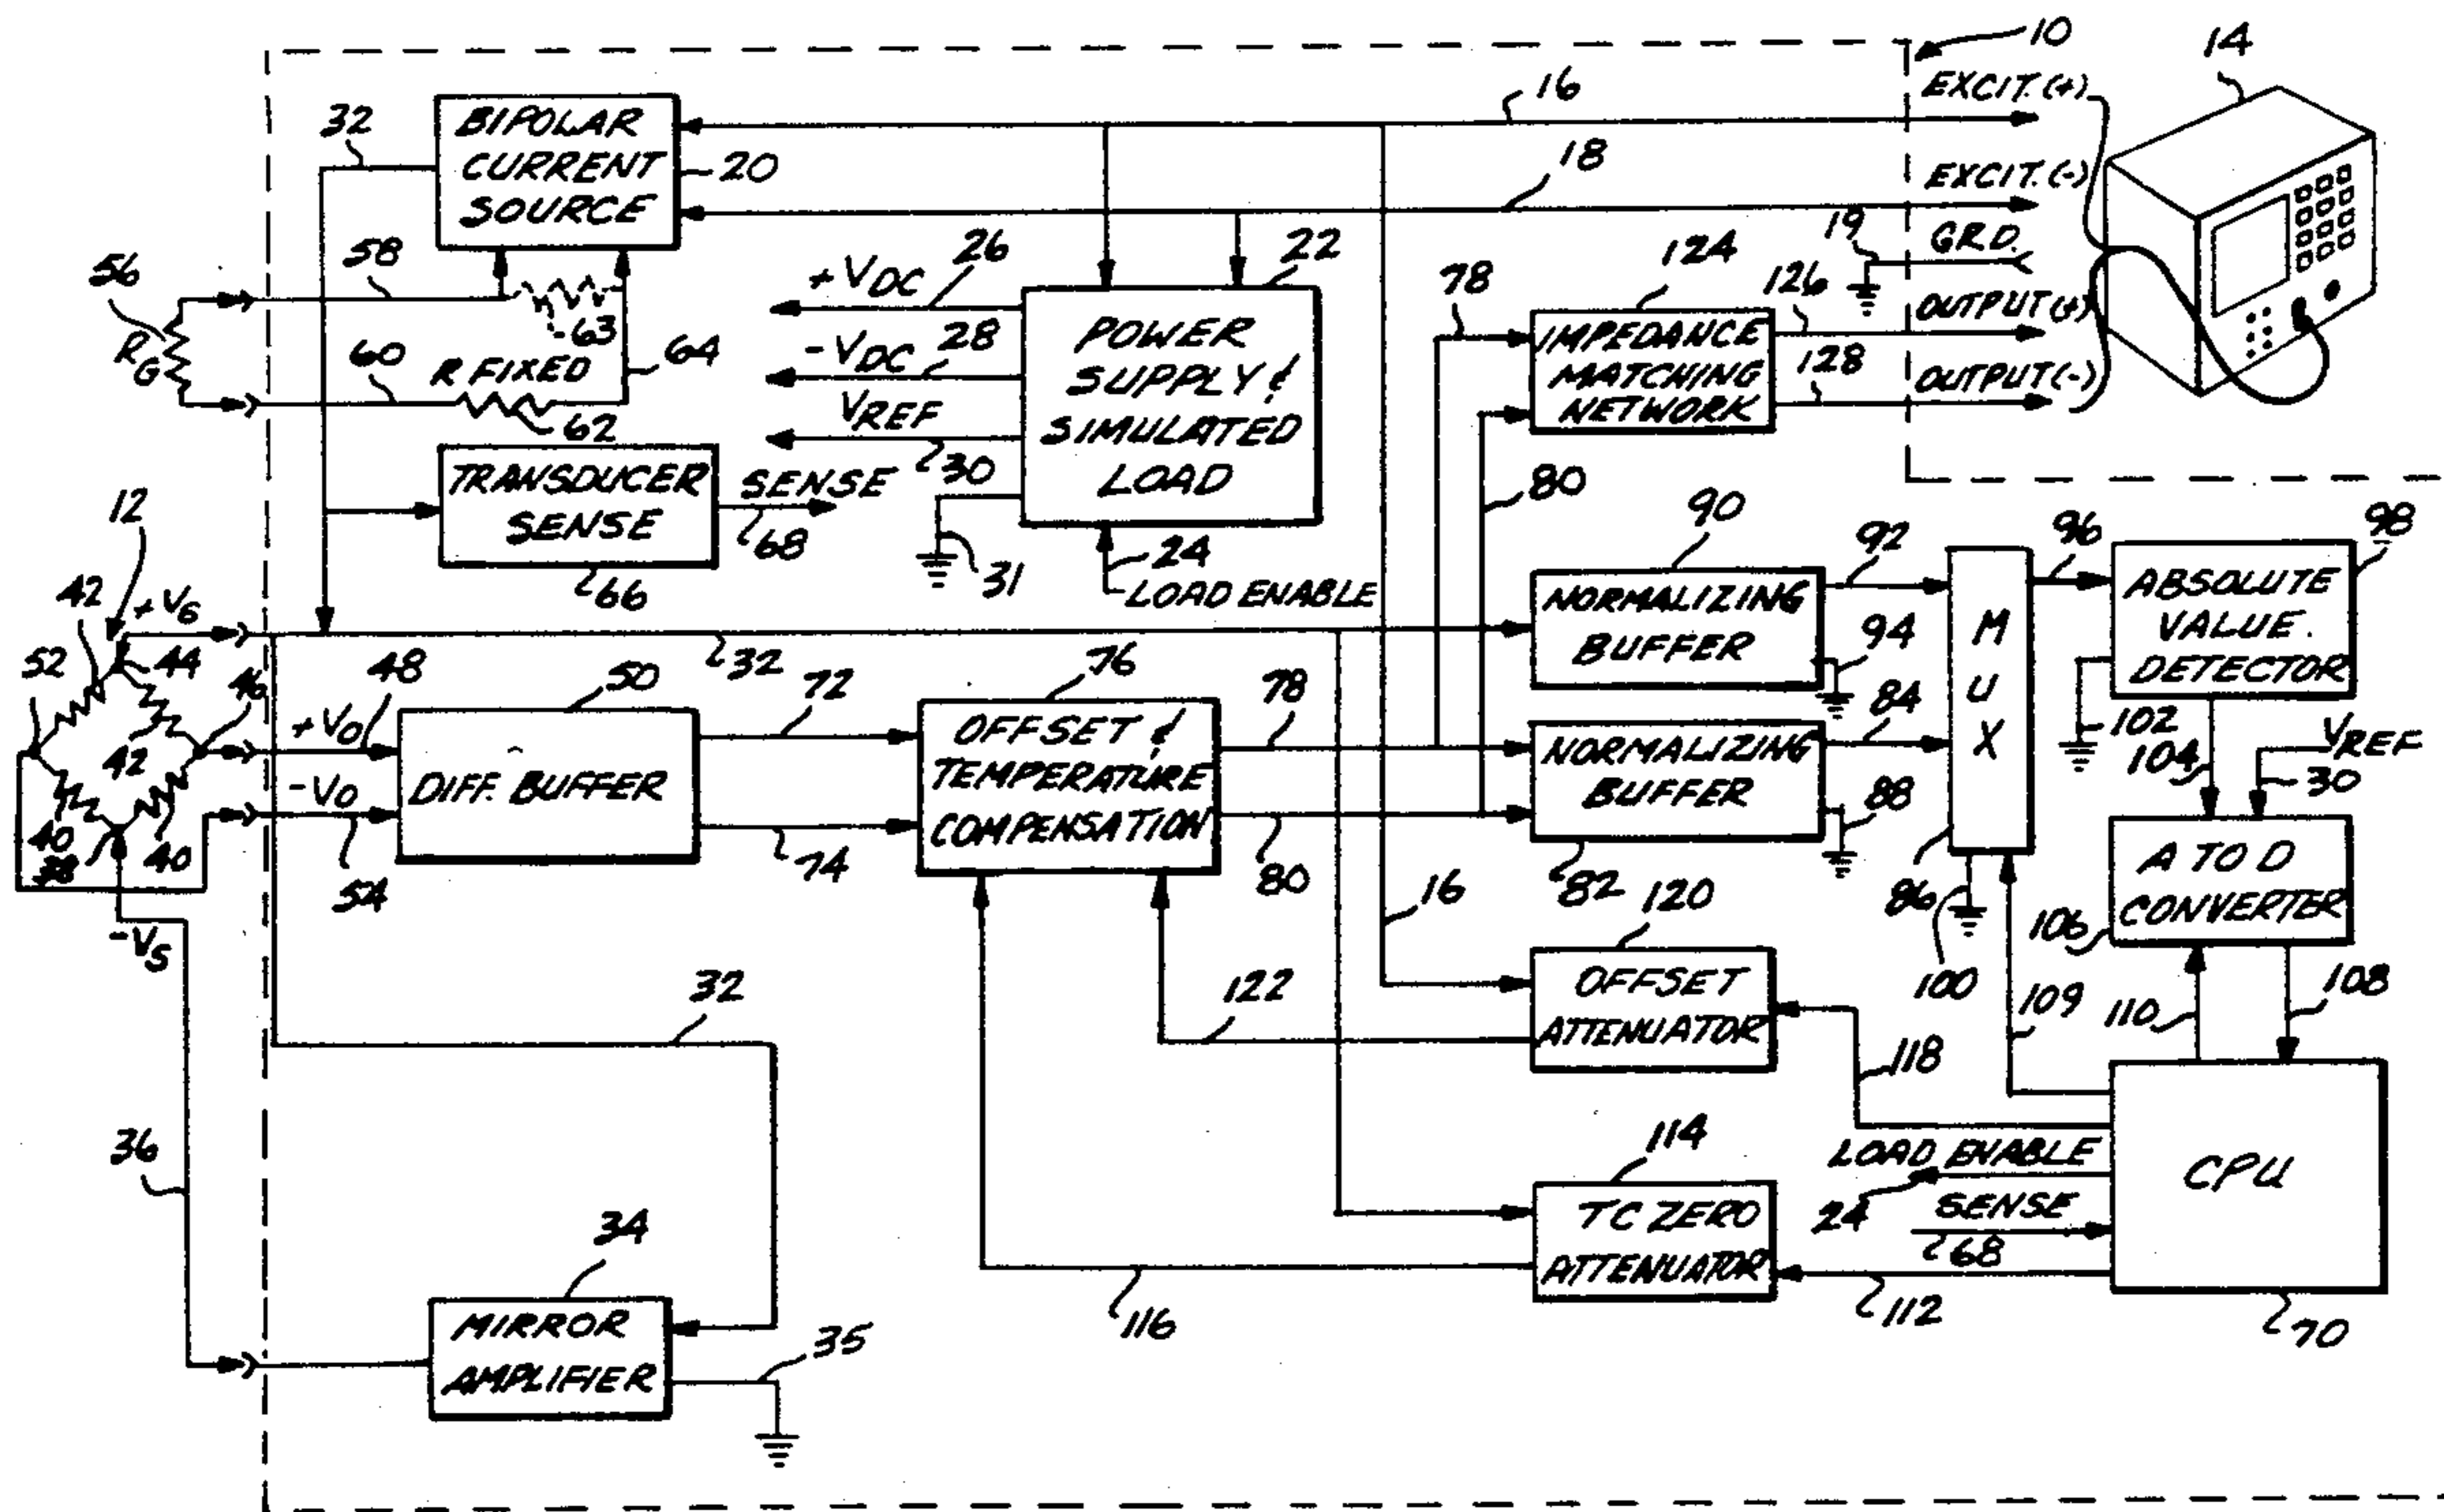 10
14
EXCIT. (+)
16
32
BIPOLAR
CURRENT
SOURCE
20
18
EXCIT. (-)
19
GRD.
56
RG
58
63
60
R FIXED
62
64
+VDC
26
-VDC
28
VREF
30
22
POWER
SUPPLY &
SIMULATED
LOAD
31
24
LOAD ENABLE
78
124
IMPEDANCE
MATCHING
NETWORK
126
OUTPUT (+)
128
OUTPUT (-)
80
TRANSDUCER
SENSE
66
SENSE
68
12
42
52
44
46
42
40
38
40
+VO
48
-VO
54
-VS
50
DIFF. BUFFER
72
74
32
76
OFFSET &
TEMPERATURE
COMPENSATION
78
80
90
NORMALIZING
BUFFER
92
94
NORMALIZING
BUFFER
82
84
88
MUX
86
100
96
98
ABSOLUTE
VALUE.
DETECTOR
102
104
VREF
30
A TO D
CONVERTER
106
108
110
109
16
120
OFFSET
ATTENUATOR
122
118
32
36
34
MIRROR
AMPLIFIER
35
114
TC ZERO
ATTENUATOR
116
112
LOAD ENABLE
24
SENSE
68
CPU
70